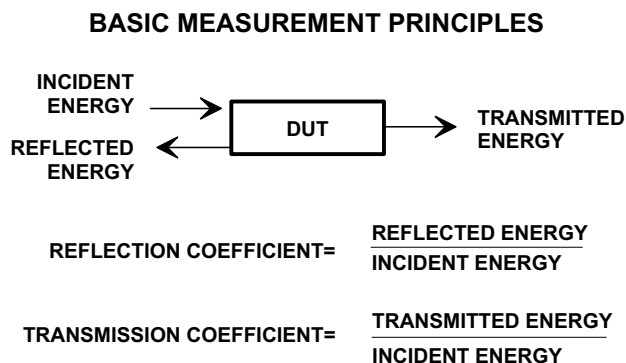 BASIC MEASUREMENT PRINCIPLES
INCIDENT
ENERGY
REFLECTED
ENERGY
DUT
TRANSMITTED
ENERGY
REFLECTION COEFFICIENT=
REFLECTED ENERGY
INCIDENT ENERGY
TRANSMISSION COEFFICIENT=
TRANSMITTED ENERGY
INCIDENT ENERGY